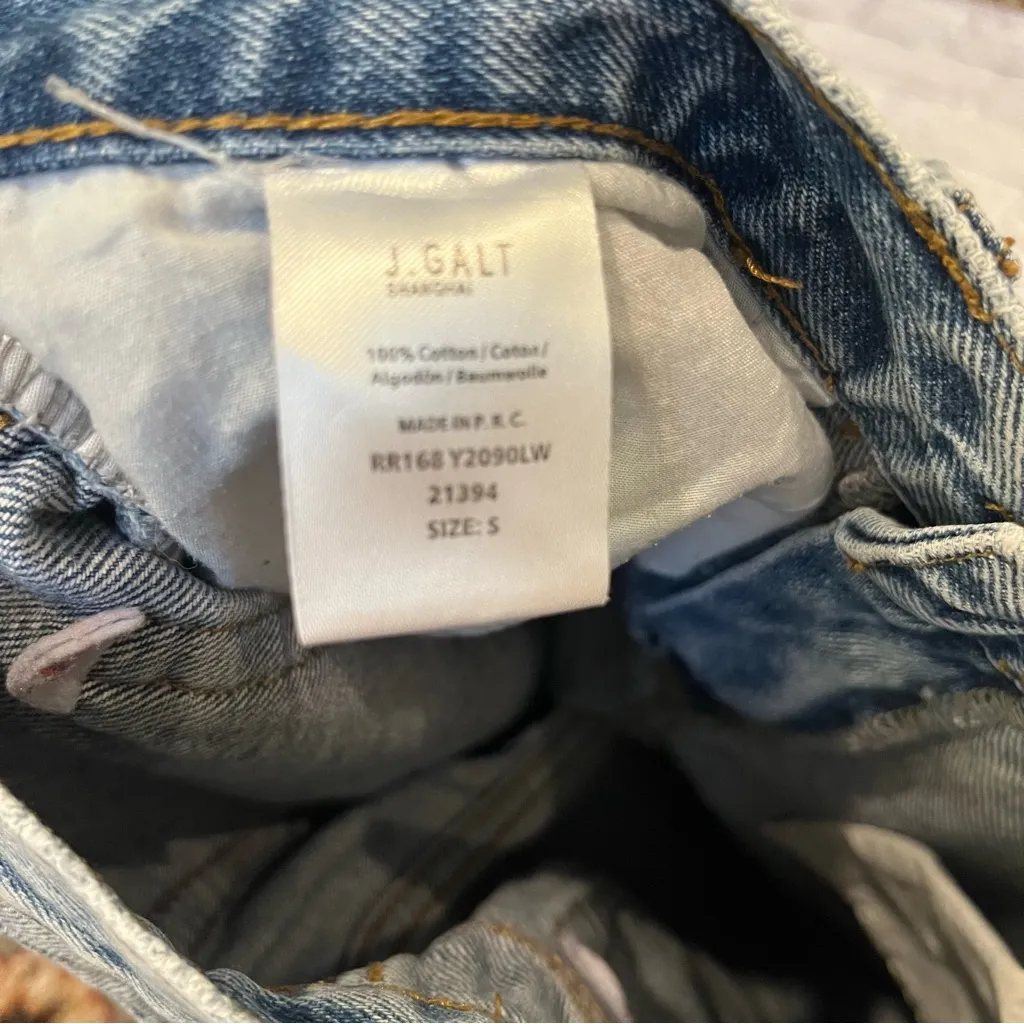 J.GALT
SHANGHAI
100% Cotton / Coton /
Algodón / Baumwolle
MADE IN P. R. C.
RR168 Y2090LW
21394
SIZE: S